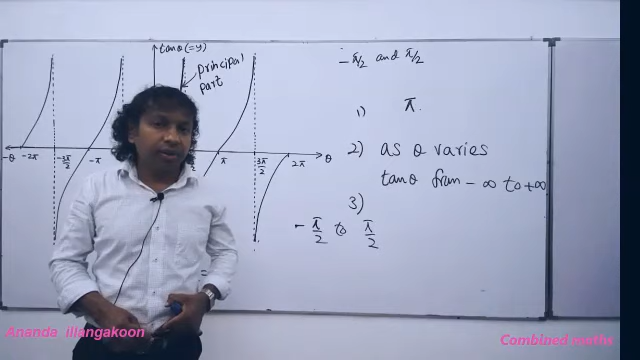 tanθ (=y)
principal
part
-π/2 and π/2
1) π.
2) as θ varies
tanθ from -∞ to +∞
3)
-π/2 to π/2
-θ -2π -3π/2 -π π 3π/2 2π θ
Ananda illangakoon
Combined maths